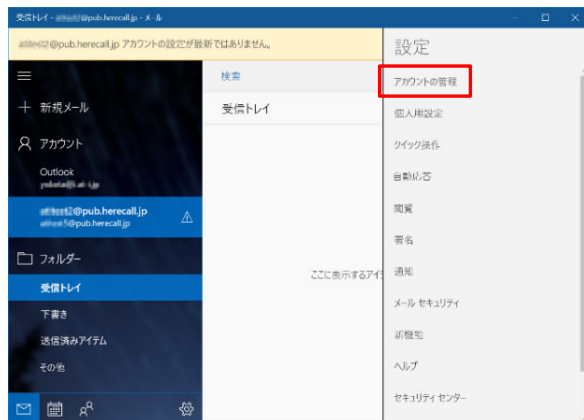 受信トレイ - @pub.herecall.jp - メール
@pub.herecall.jp アカウントの設定が最新ではありません。
新規メール
アカウント
Outlook
@pub.herecall.jp
@pub.herecall.jp
フォルダー
受信トレイ
下書き
送信済みアイテム
その他
検索
受信トレイ
ここに表示するアイ
設定
アカウントの管理
個人用設定
クイック操作
自動応答
閲覧
署名
通知
メール セキュリティ
新機能
ヘルプ
セキュリティ センター